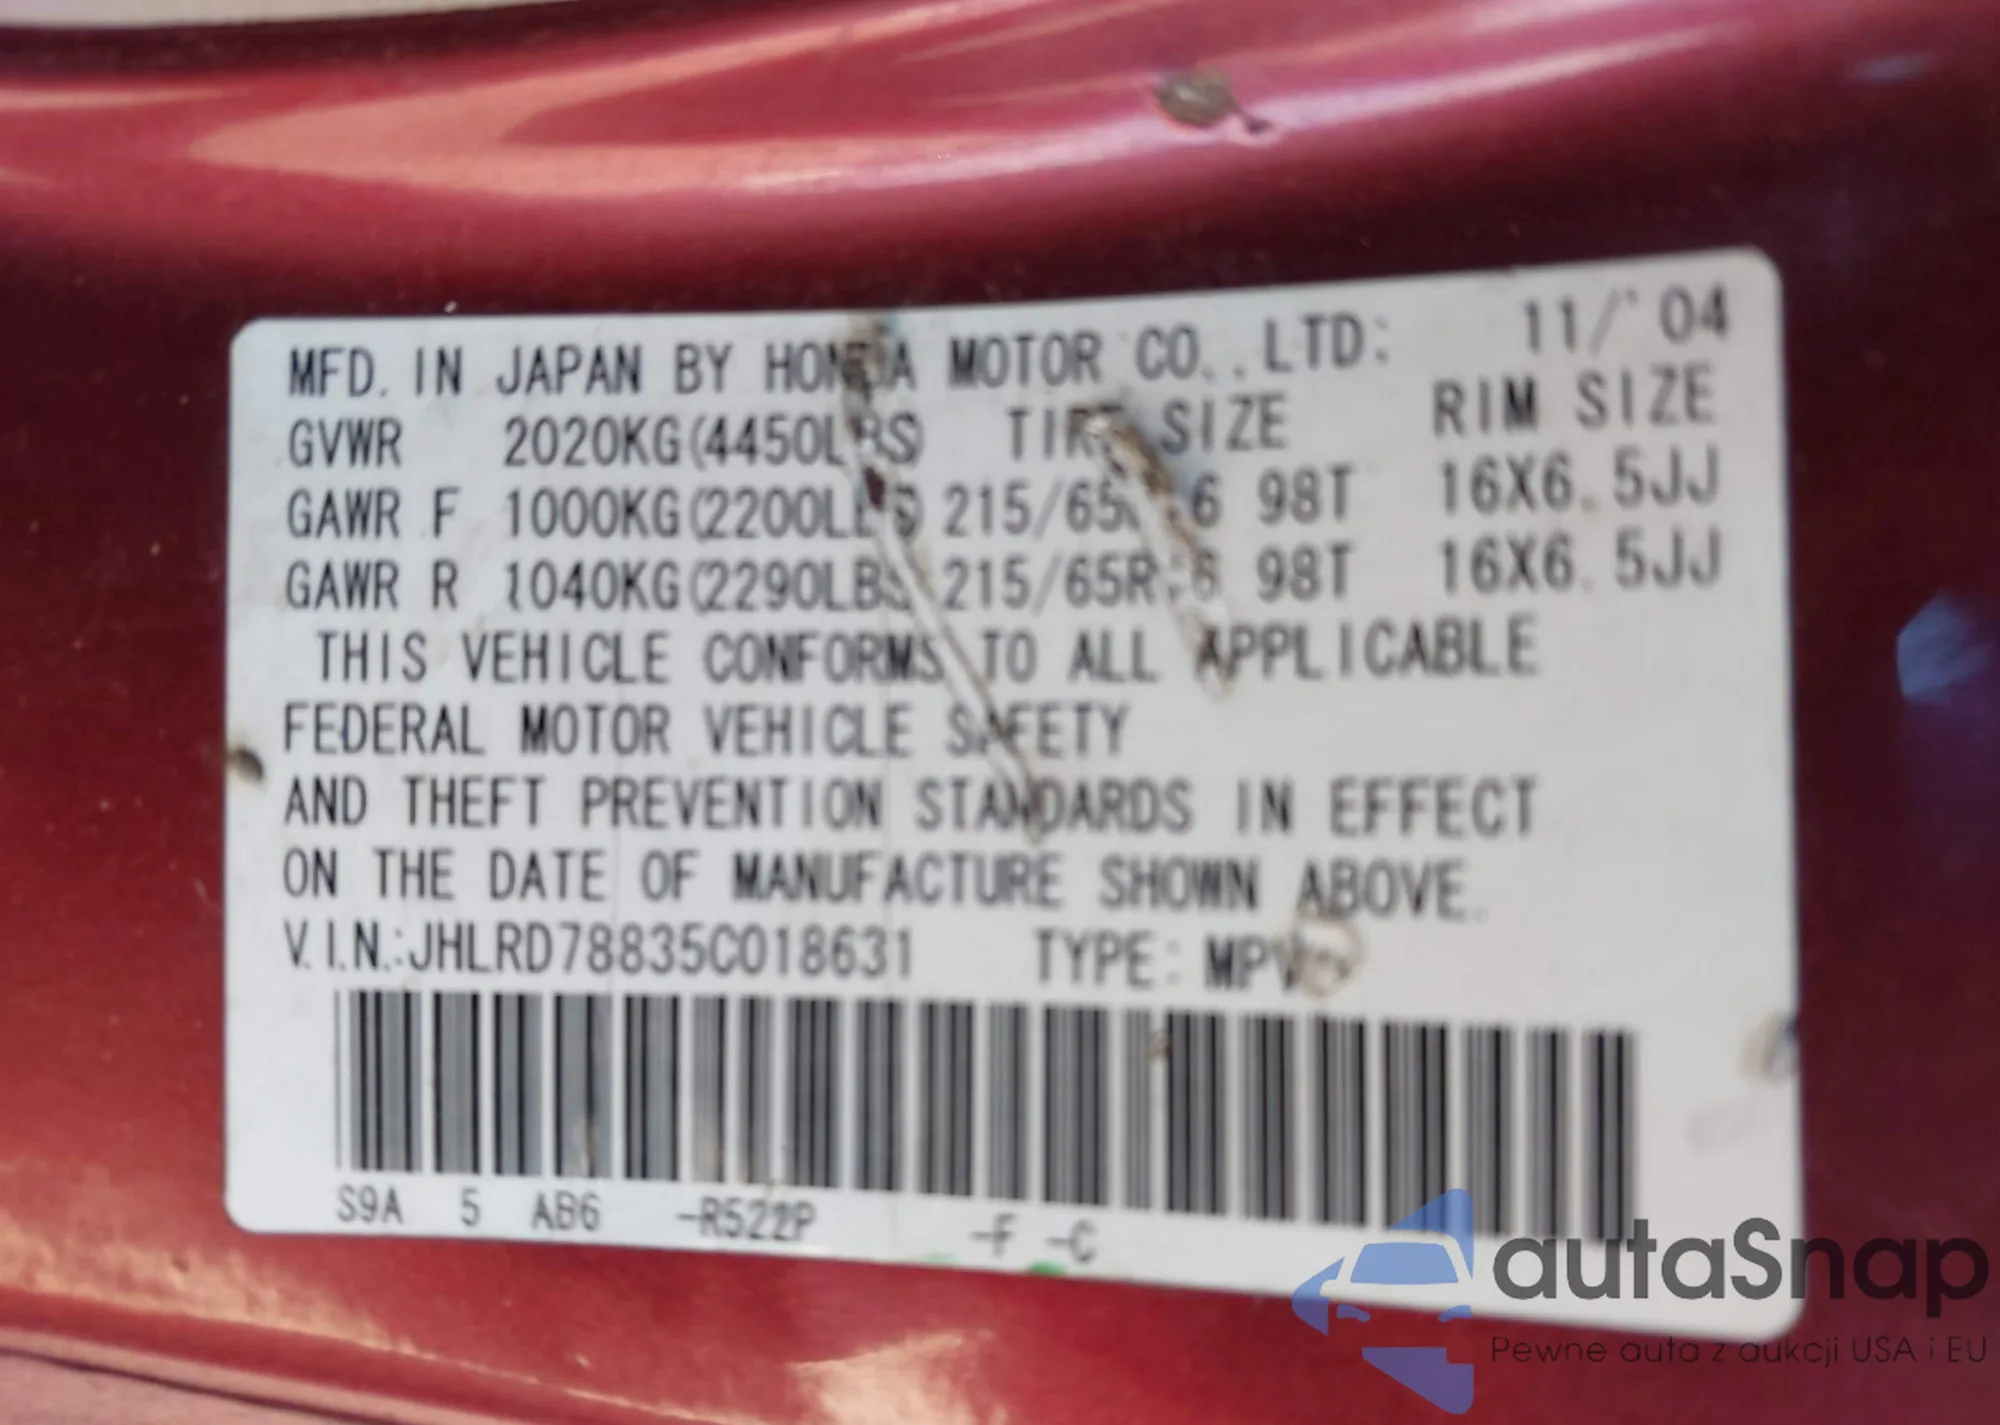 MFD. IN JAPAN BY HONDA MOTOR CO., LTD: 11/'04
GVWR 2020KG(4450LBS) TIRE SIZE RIM SIZE
GAWR F 1000KG(2200LBS) 215/65R16 98T 16X6.5JJ
GAWR R 1040KG(2290LBS) 215/65R16 98T 16X6.5JJ
THIS VEHICLE CONFORMS TO ALL APPLICABLE
FEDERAL MOTOR VEHICLE SAFETY
AND THEFT PREVENTION STANDARDS IN EFFECT
ON THE DATE OF MANUFACTURE SHOWN ABOVE.
V.I.N.:JHLRD78835C018631 TYPE: MPV
S9A 5 AB6 -R522P -F -C
autaSnap
Pewne auta z aukcji USA i EU